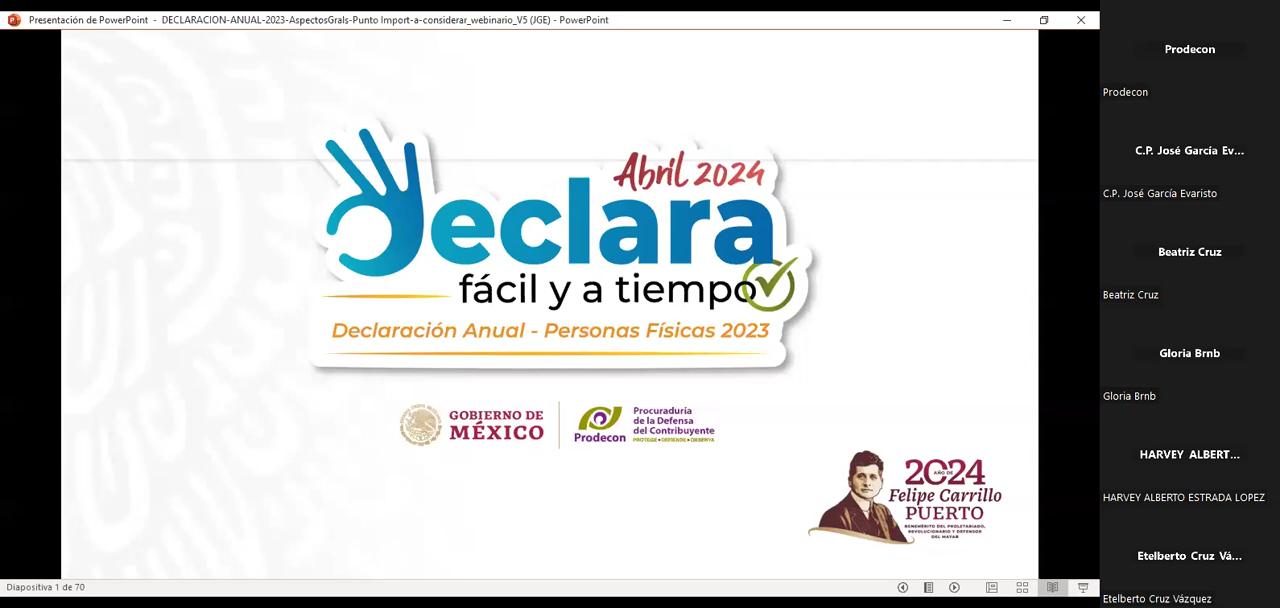 Presentación de PowerPoint - DECLARACION-ANUAL-2023-AspectosGrals-Punto Import-a-considerar_webinario_V5 (JGE) - PowerPoint
Abril 2024
Declara
fácil y a tiempo
Declaración Anual - Personas Físicas 2023
GOBIERNO DE
MÉXICO
Prodecon
Procuraduría
de la Defensa
del Contribuyente
PROTEGE • DEFIENDE • OBSERVA
2024
AÑO DE
Felipe Carrillo
PUERTO
BENEMÉRITO DEL PROLETARIADO,
REVOLUCIONARIO Y DEFENSOR
DEL MAYAB
Diapositiva 1 de 70
Prodecon
Prodecon
C.P. José García Ev...
C.P. José García Evaristo
Beatriz Cruz
Beatriz Cruz
Gloria Brnb
Gloria Brnb
HARVEY ALBERT...
HARVEY ALBERTO ESTRADA LOPEZ
Etelberto Cruz Vá...
Etelberto Cruz Vázquez